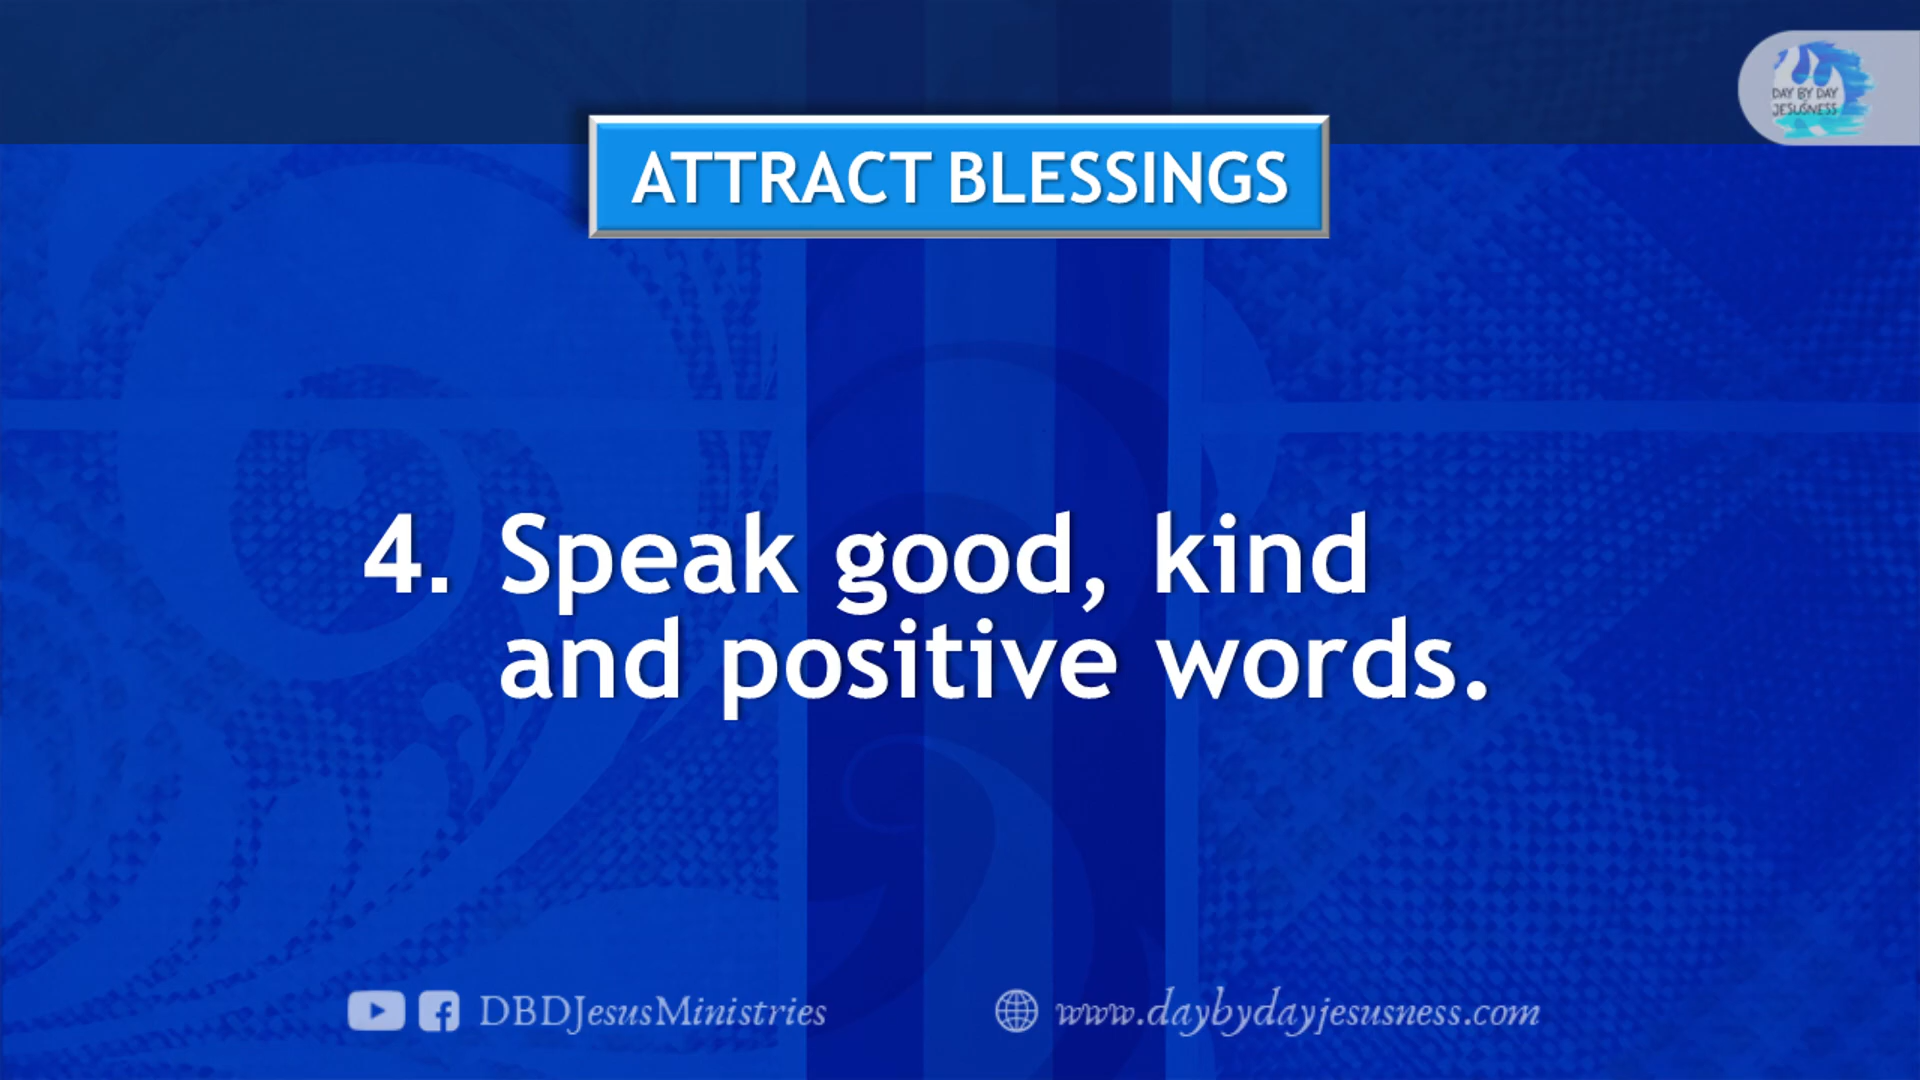 DAY BY DAY
JESUSNESS
ATTRACT BLESSINGS
4. Speak good, kind
and positive words.
DBDJesusMinistries
www.daybydayjesusness.com